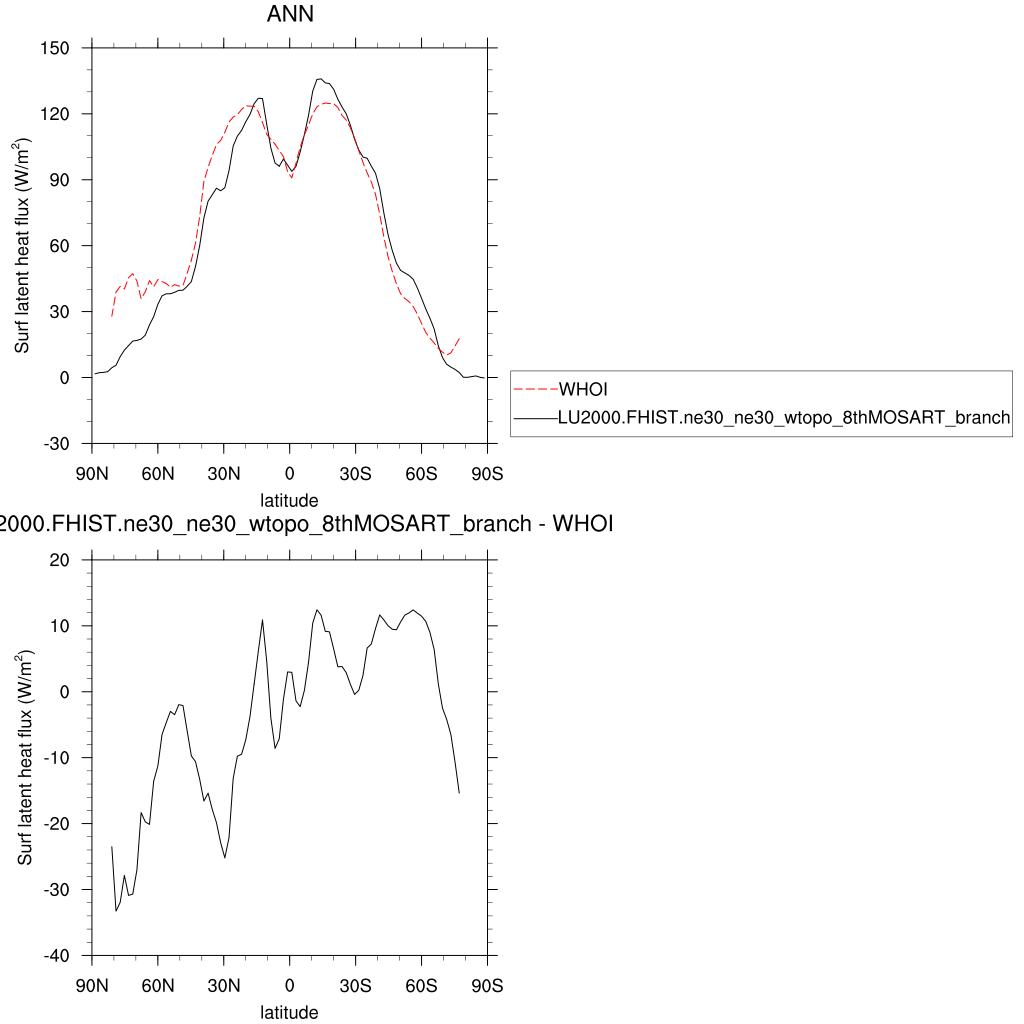 ANN
150
120
90
60
30
0
-30
Surf latent heat flux (W/m²)
90N 60N 30N 0 30S 60S 90S
latitude
WHOI
LU2000.FHIST.ne30_ne30_wtopo_8thMOSART_branch
2000.FHIST.ne30_ne30_wtopo_8thMOSART_branch - WHOI
20
10
0
-10
-20
-30
-40
Surf latent heat flux (W/m²)
90N 60N 30N 0 30S 60S 90S
latitude